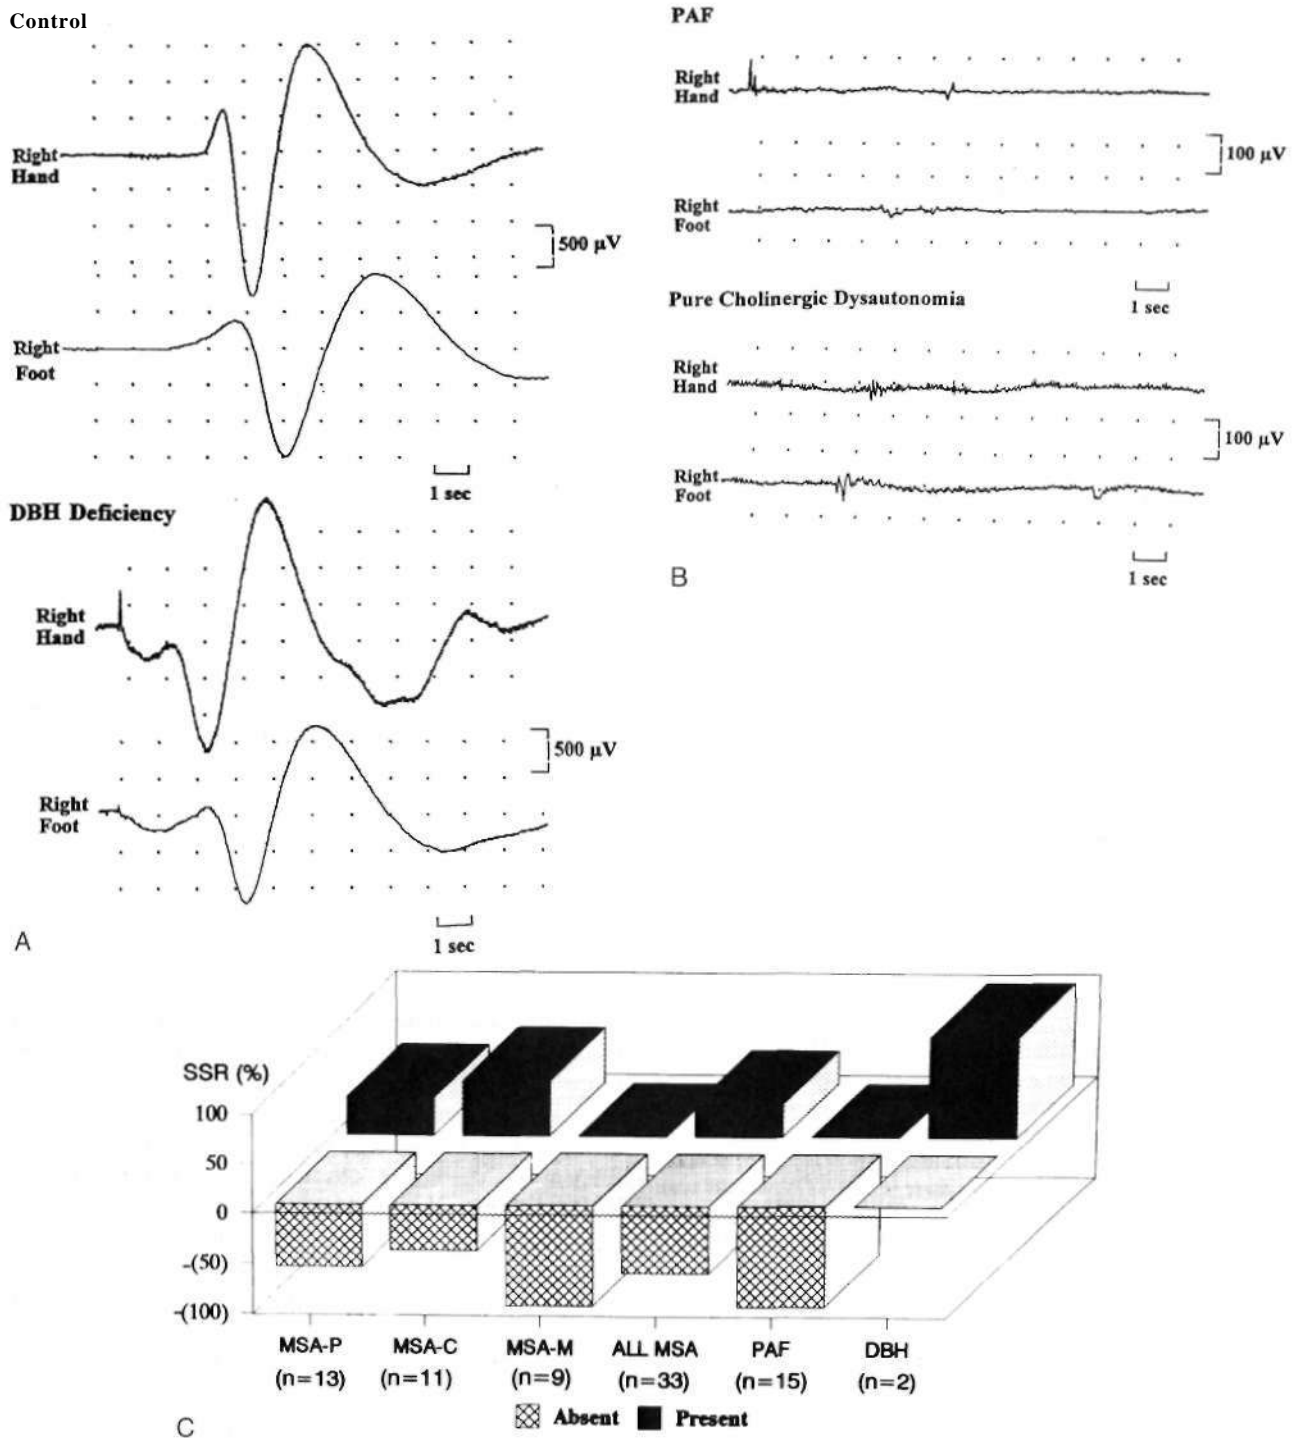 Control
Right
Hand
500 µV
Right
Foot
1 sec
DBH Deficiency
Right
Hand
500 µV
Right
Foot
1 sec
A
PAF
Right
Hand
100 µV
Right
Foot
1 sec
Pure Cholinergic Dysautonomia
Right
Hand
100 µV
Right
Foot
1 sec
B
SSR (%)
100
50
0
-(50)
-(100)
MSA-P MSA-C MSA-M ALL MSA PAF DBH
(n=13) (n=11) (n=9) (n=33) (n=15) (n=2)
Absent Present
C